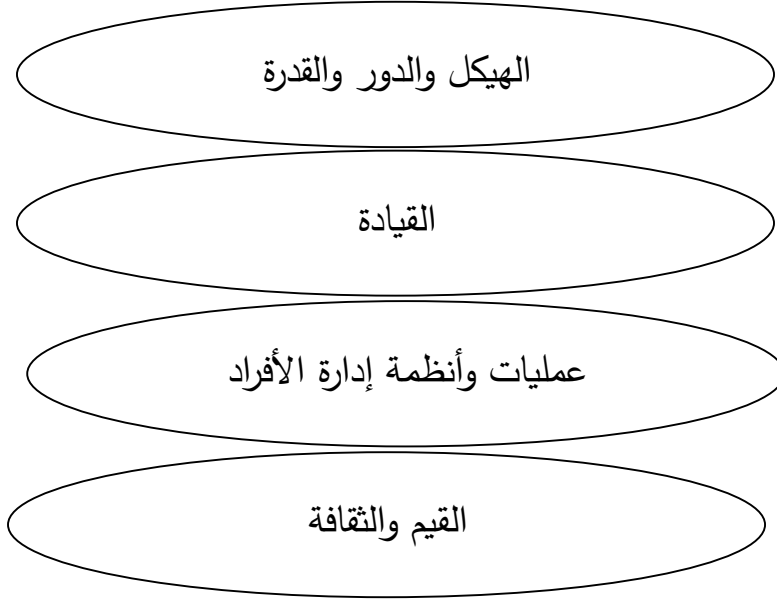 الهيكل والدور والقدرة
القيادة
عمليات وأنظمة إدارة الأفراد
القيم والثقافة